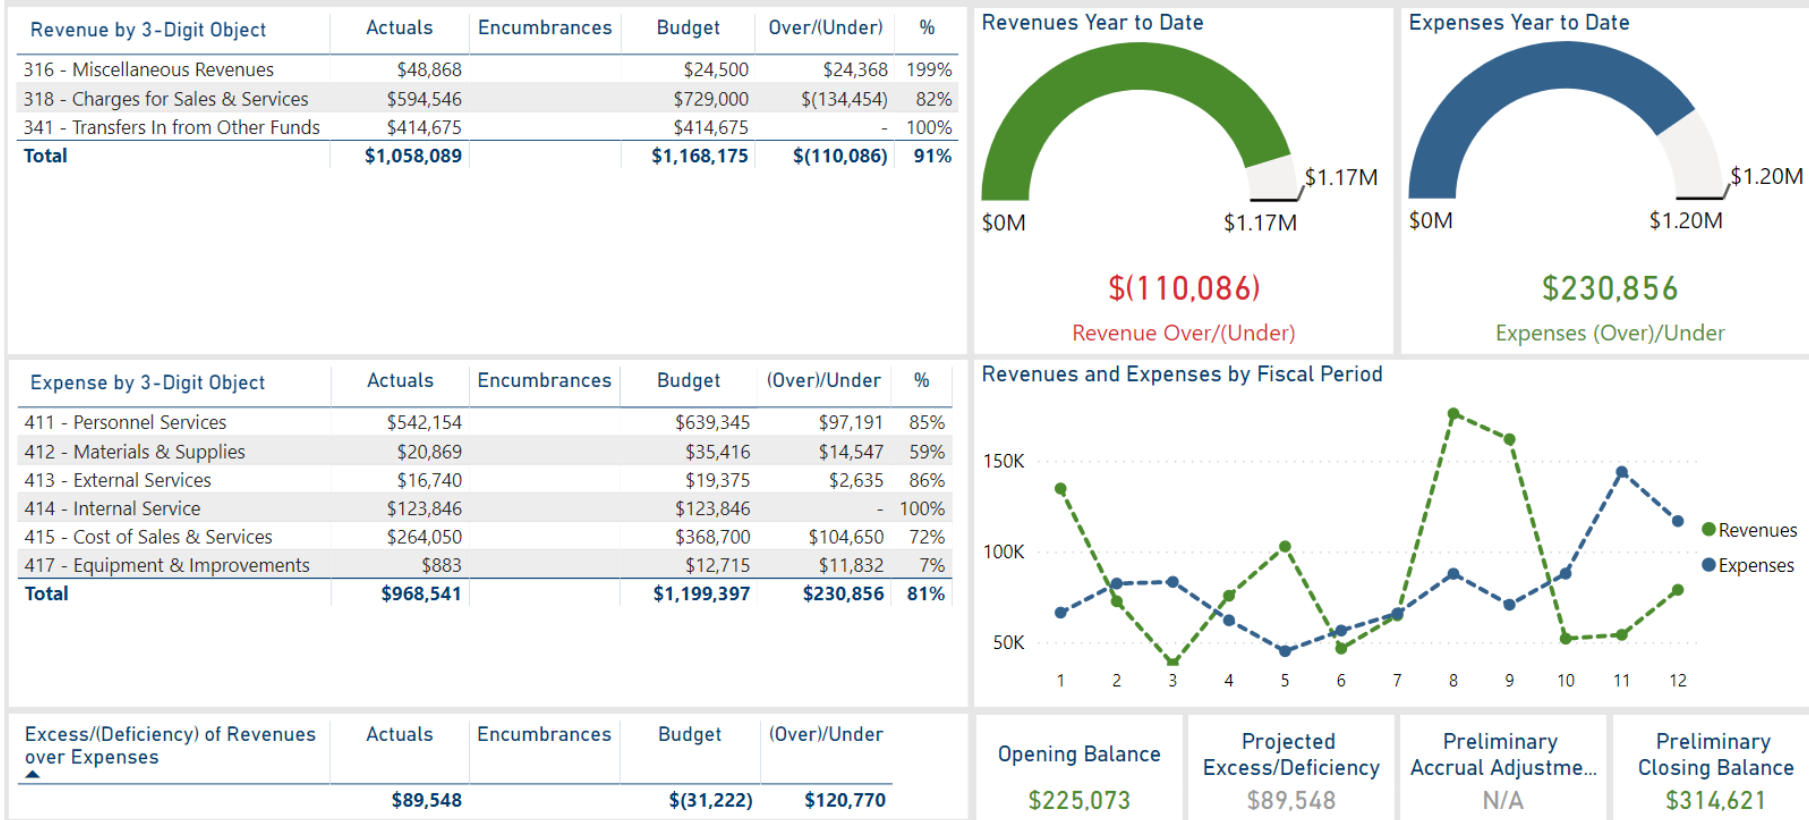 Revenue by 3-Digit Object Actuals Encumbrances Budget Over/(Under) %
316 - Miscellaneous Revenues $48,868 $24,500 $24,368 199%
318 - Charges for Sales & Services $594,546 $729,000 $(134,454) 82%
341 - Transfers In from Other Funds $414,675 $414,675 - 100%
Total $1,058,089 $1,168,175 $(110,086) 91%
Revenues Year to Date
$1.17M
$0M $1.17M
$(110,086)
Revenue Over/(Under)
Expenses Year to Date
$1.20M
$0M $1.20M
$230,856
Expenses (Over)/Under
Expense by 3-Digit Object Actuals Encumbrances Budget (Over)/Under %
411 - Personnel Services $542,154 $639,345 $97,191 85%
412 - Materials & Supplies $20,869 $35,416 $14,547 59%
413 - External Services $16,740 $19,375 $2,635 86%
414 - Internal Service $123,846 $123,846 - 100%
415 - Cost of Sales & Services $264,050 $368,700 $104,650 72%
417 - Equipment & Improvements $883 $12,715 $11,832 7%
Total $968,541 $1,199,397 $230,856 81%
Revenues and Expenses by Fiscal Period
150K
100K
50K
1 2 3 4 5 6 7 8 9 10 11 12
Revenues
Expenses
Excess/(Deficiency) of Revenues Actuals Encumbrances Budget (Over)/Under
over Expenses
$89,548 $(31,222) $120,770
Opening Balance
$225,073
Projected
Excess/Deficiency
$89,548
Preliminary
Accrual Adjustme...
N/A
Preliminary
Closing Balance
$314,621